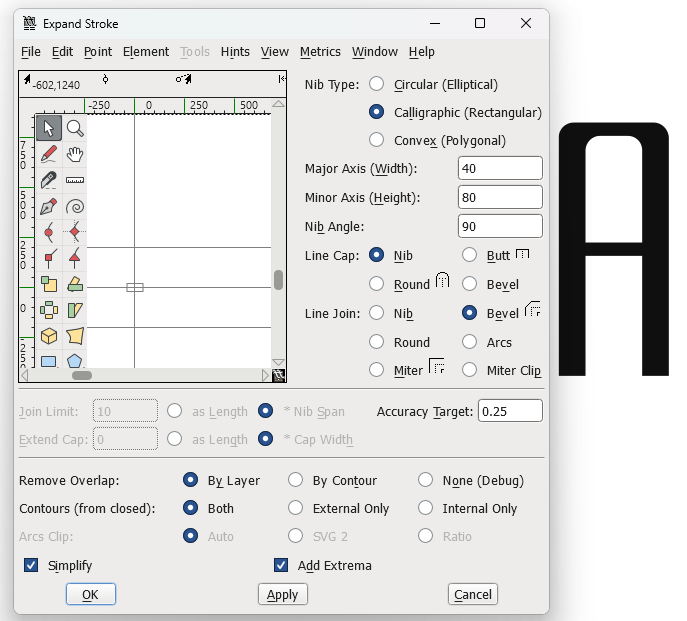 Expand Stroke
File Edit Point Element Tools Hints View Metrics Window Help
-602,1240
-250 0 250 500
750
500
250
0
-25
Nib Type: Circular (Elliptical)
Calligraphic (Rectangular)
Convex (Polygonal)
Major Axis (Width): 40
Minor Axis (Height): 80
Nib Angle: 90
Line Cap: Nib Butt
Round Bevel
Line Join: Nib Bevel
Round Arcs
Miter Miter Clip
Join Limit: 10 as Length * Nib Span Accuracy Target: 0.25
Extend Cap: 0 as Length * Cap Width
Remove Overlap: By Layer By Contour None (Debug)
Contours (from closed): Both External Only Internal Only
Arcs Clip: Auto SVG 2 Ratio
Simplify Add Extrema
OK Apply Cancel
A